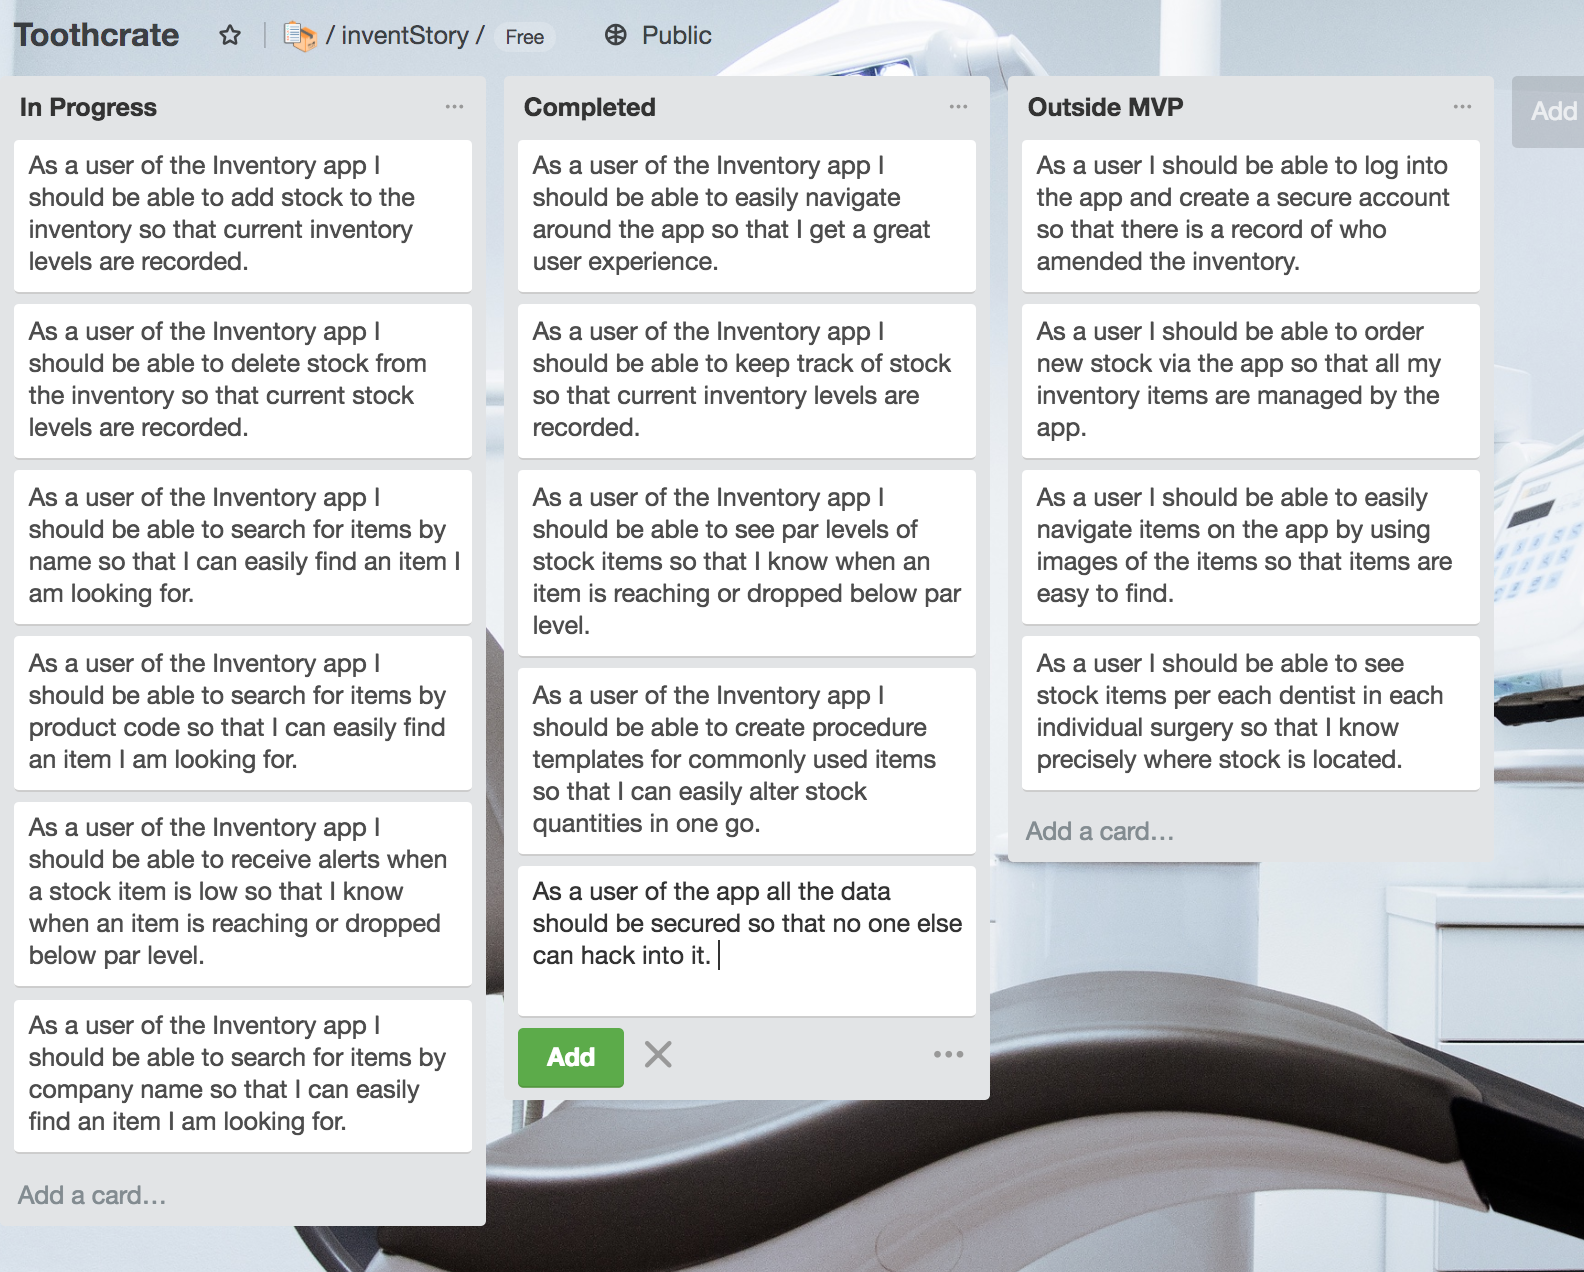 Toothcrate / inventStory / Free Public
In Progress ...
As a user of the Inventory app I
should be able to add stock to the
inventory so that current inventory
levels are recorded.
As a user of the Inventory app I
should be able to delete stock from
the inventory so that current stock
levels are recorded.
As a user of the Inventory app I
should be able to search for items by
name so that I can easily find an item I
am looking for.
As a user of the Inventory app I
should be able to search for items by
product code so that I can easily find
an item I am looking for.
As a user of the Inventory app I
should be able to receive alerts when
a stock item is low so that I know
when an item is reaching or dropped
below par level.
As a user of the Inventory app I
should be able to search for items by
company name so that I can easily
find an item I am looking for.
Add a card...
Completed ...
As a user of the Inventory app I
should be able to easily navigate
around the app so that I get a great
user experience.
As a user of the Inventory app I
should be able to keep track of stock
so that current inventory levels are
recorded.
As a user of the Inventory app I
should be able to see par levels of
stock items so that I know when an
item is reaching or dropped below par
level.
As a user of the Inventory app I
should be able to create procedure
templates for commonly used items
so that I can easily alter stock
quantities in one go.
As a user of the app all the data
should be secured so that no one else
can hack into it.
Add
Outside MVP ...
As a user I should be able to log into
the app and create a secure account
so that there is a record of who
amended the inventory.
As a user I should be able to order
new stock via the app so that all my
inventory items are managed by the
app.
As a user I should be able to easily
navigate items on the app by using
images of the items so that items are
easy to find.
As a user I should be able to see
stock items per each dentist in each
individual surgery so that I know
precisely where stock is located.
Add a card...
Add